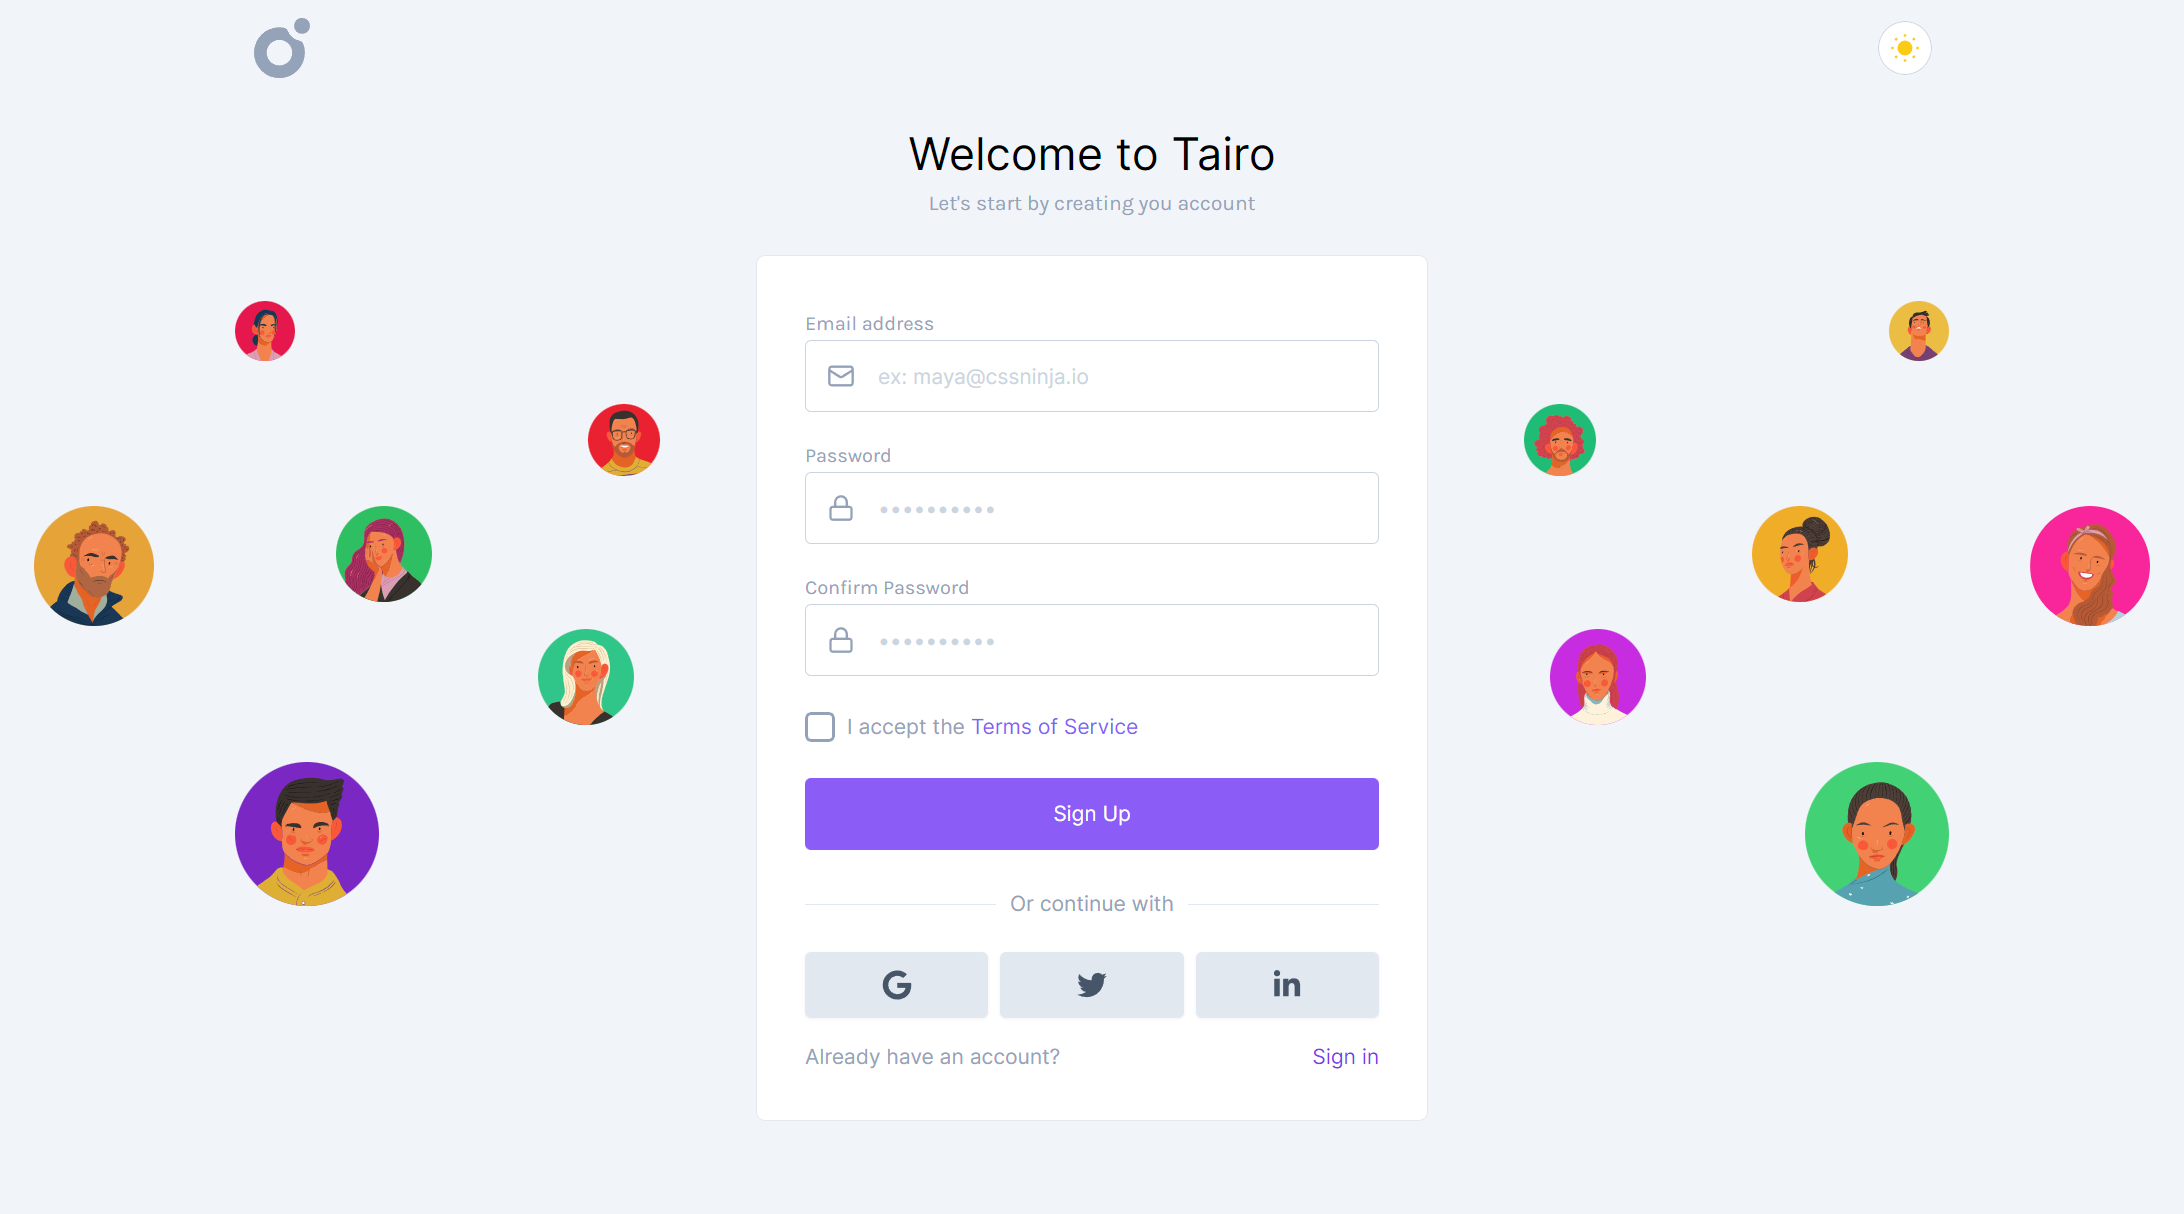 Welcome to Tairo
Let's start by creating you account
Email address
ex: maya@cssninja.io
Password
Confirm Password
I accept the Terms of Service
Sign Up
Or continue with
Already have an account? Sign in